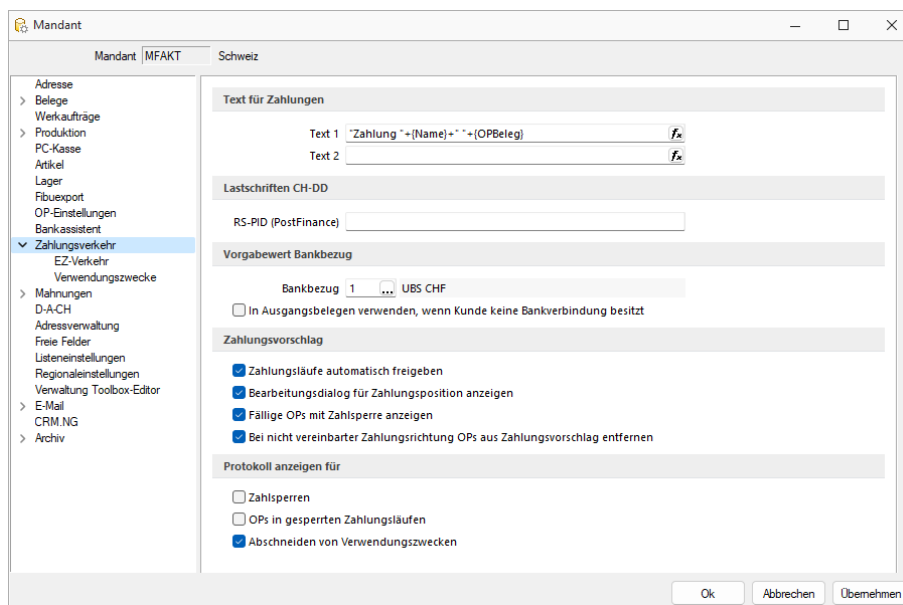 Mandant
Mandant MFAKT Schweiz
Adresse
Belege
Werkaufträge
Produktion
PC-Kasse
Artikel
Lager
Fibuexport
OP-Einstellungen
Bankassistent
Zahlungsverkehr
EZ-Verkehr
Verwendungszwecke
Mahnungen
D-A-CH
Adressverwaltung
Freie Felder
Listeneinstellungen
Regionaleinstellungen
Verwaltung Toolbox-Editor
E-Mail
CRM.NG
Archiv
Text für Zahlungen
Text 1 "Zahlung "+{Name}+" "+{OPBeleg} fx
Text 2 fx
Lastschriften CH-DD
RS-PID (PostFinance)
Vorgabewert Bankbezug
Bankbezug 1 ... UBS CHF
In Ausgangsbelegen verwenden, wenn Kunde keine Bankverbindung besitzt
Zahlungsvorschlag
Zahlungsläufe automatisch freigeben
Bearbeitungsdialog für Zahlungsposition anzeigen
Fällige OPs mit Zahlsperre anzeigen
Bei nicht vereinbarter Zahlungsrichtung OPs aus Zahlungsvorschlag entfernen
Protokoll anzeigen für
Zahlsperren
OPs in gesperrten Zahlungsläufen
Abschneiden von Verwendungszwecken
Ok Abbrechen Übernehmen